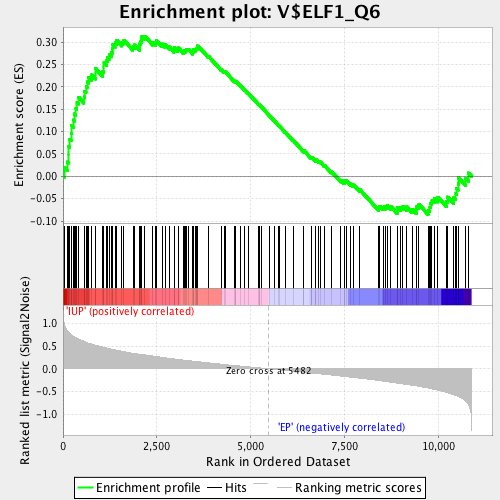 Enrichment plot: V$ELF1_Q6
Enrichment score (ES)
0.30
0.25
0.20
0.15
0.10
0.05
0.00
-0.05
-0.10
Ranked list metric (Signal2Noise)
1.0
0.5
0.0
-0.5
-1.0
'IUP' (positively correlated)
Zero cross at 5482
'EP' (negatively correlated)
0
2,500
5,000
7,500
10,000
Rank in Ordered Dataset
Enrichment profile
Hits
Ranking metric scores